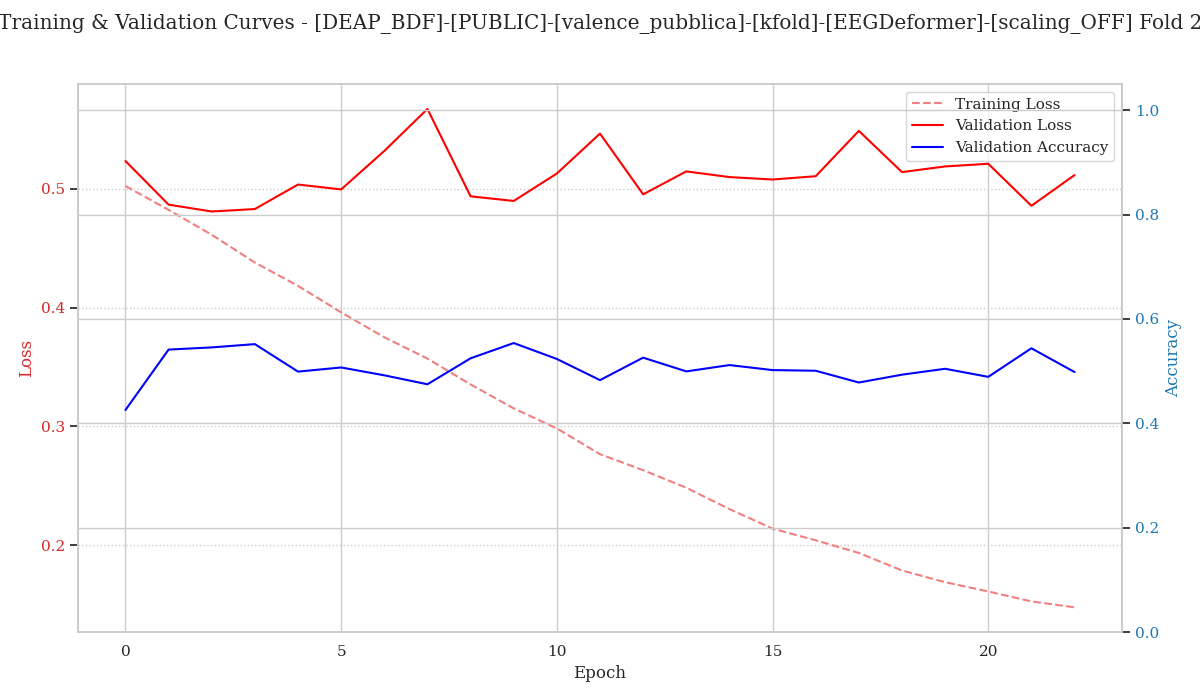 Training & Validation Curves - [DEAP_BDF]-[PUBLIC]-[valence_pubblica]-[kfold]-[EEGDeformer]-[scaling_OFF] Fold 2
Training Loss
Validation Loss
Validation Accuracy
0.5
0.4
0.3
0.2
Loss
1.0
0.8
0.6
0.4
0.2
0.0
Accuracy
0
5
10
15
20
Epoch